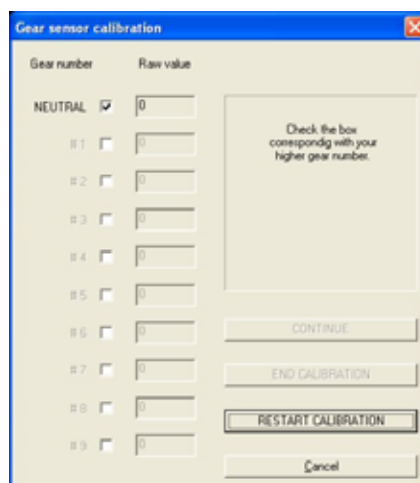 Gear sensor calibration
Gear number Raw value
NEUTRAL 0
#1 0
#2 0
#3 0
#4 0
#5 0
#6 0
#7 0
#8 0
#9 0
Check the box
correspondig with your
higher gear number.
CONTINUE
END CALIBRATION
RESTART CALIBRATION
Cancel